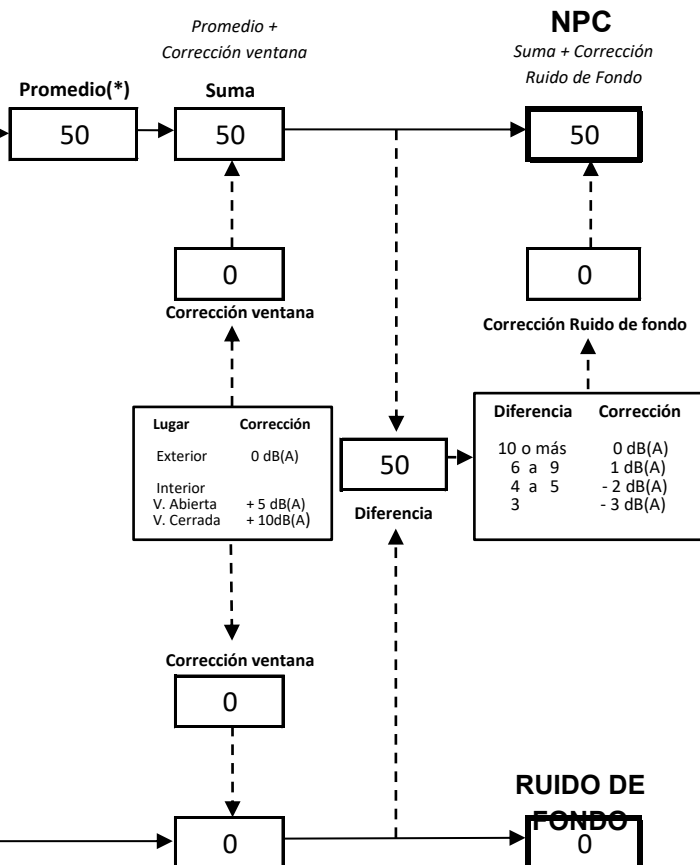 Promedio +
Corrección ventana
NPC
Suma + Corrección
Ruido de Fondo
Promedio(*)
Suma
50
50
50
0
Corrección ventana
0
Corrección Ruido de fondo
Lugar Corrección
Exterior 0 dB(A)
Interior
V. Abierta + 5 dB(A)
V. Cerrada + 10dB(A)
50
Diferencia
Diferencia Corrección
10 o más 0 dB(A)
6 a 9 1 dB(A)
4 a 5 - 2 dB(A)
3 - 3 dB(A)
Corrección ventana
0
RUIDO DE
FONDO
0
0